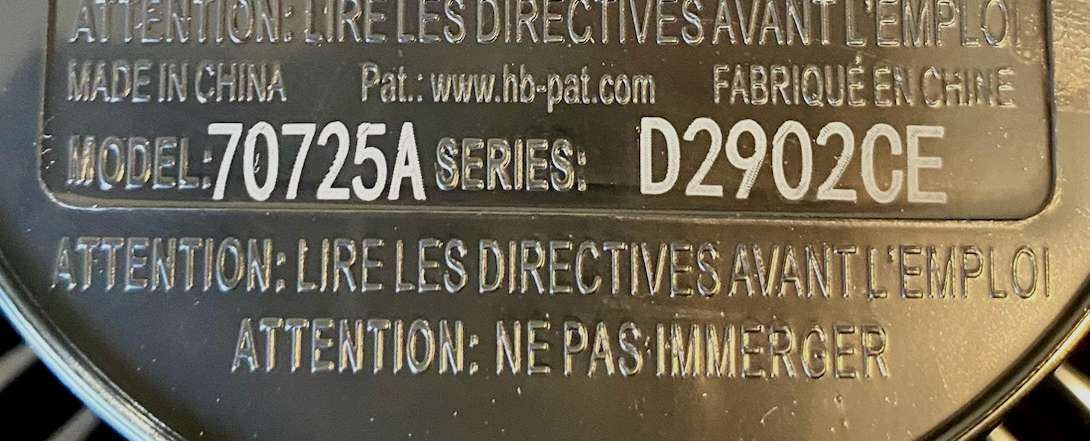 ATTENTION: LIRE LES DIRECTIVES AVANT L'EMPLOI
MADE IN CHINA Pat.: www.hb-pat.com FABRIQUÉ EN CHINE
MODEL: 70725A SERIES: D2902CE
ATTENTION: LIRE LES DIRECTIVES AVANT L'EMPLOI
ATTENTION: NE PAS IMMERGER